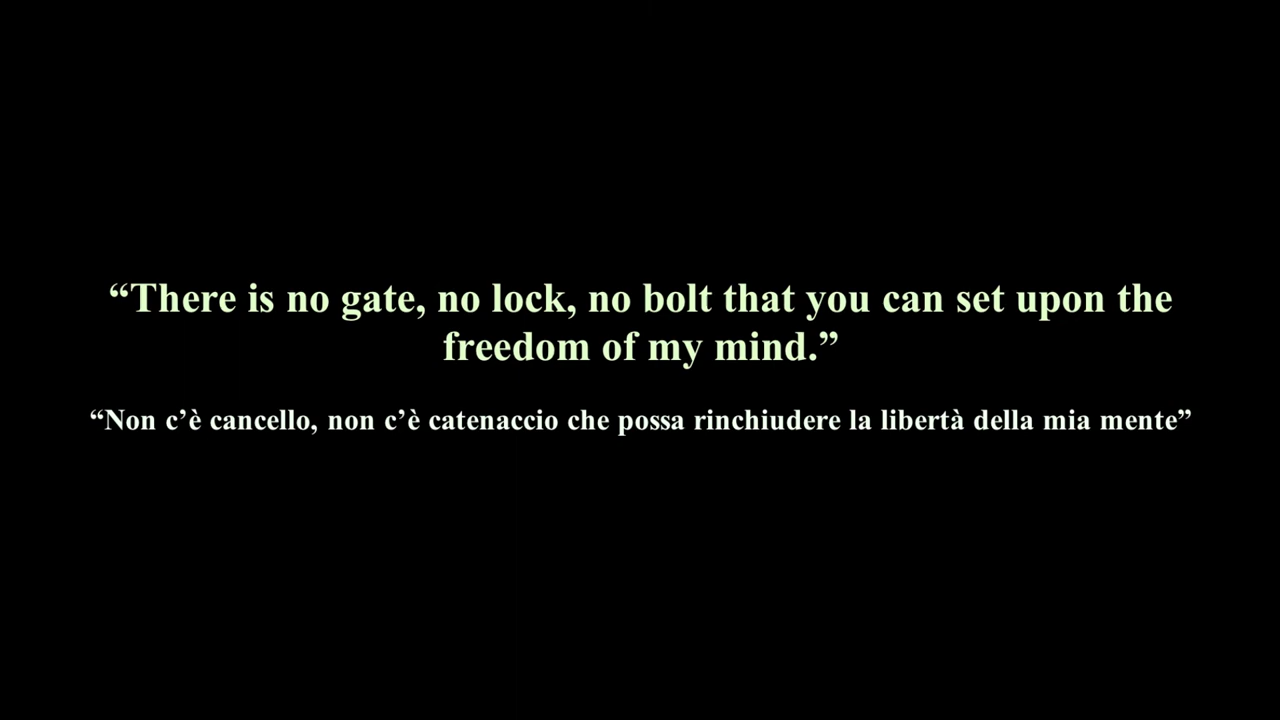 “There is no gate, no lock, no bolt that you can set upon the
freedom of my mind.”
“Non c’è cancello, non c’è catenaccio che possa rinchiudere la libertà della mia mente”